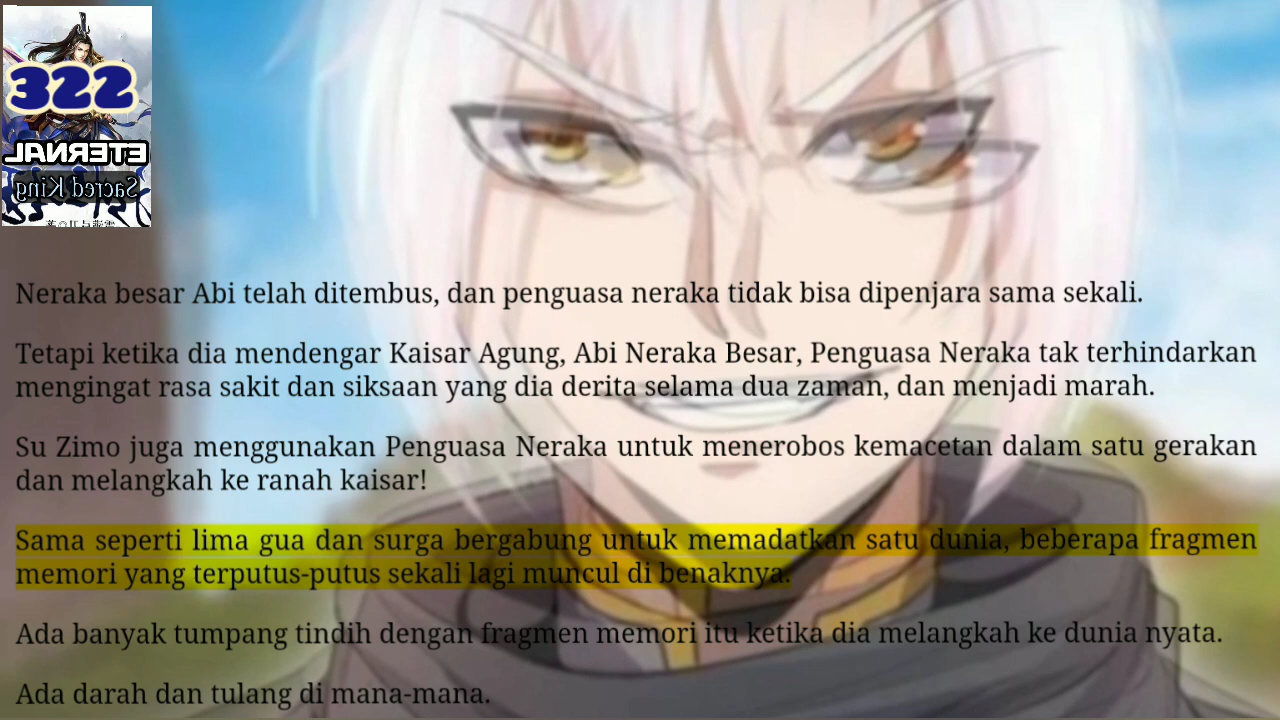 322
ETERNAL
Sacred King
Neraka besar Abi telah ditembus, dan penguasa neraka tidak bisa dipenjara sama sekali.
Tetapi ketika dia mendengar Kaisar Agung, Abi Neraka Besar, Penguasa Neraka tak terhindarkan
mengingat rasa sakit dan siksaan yang dia derita selama dua zaman, dan menjadi marah.
Su Zimo juga menggunakan Penguasa Neraka untuk menerobos kemacetan dalam satu gerakan
dan melangkah ke ranah kaisar!
Sama seperti lima gua dan surga bergabung untuk memadatkan satu dunia, beberapa fragmen
memori yang terputus-putus sekali lagi muncul di benaknya.
Ada banyak tumpang tindih dengan fragmen memori itu ketika dia melangkah ke dunia nyata.
Ada darah dan tulang di mana-mana.